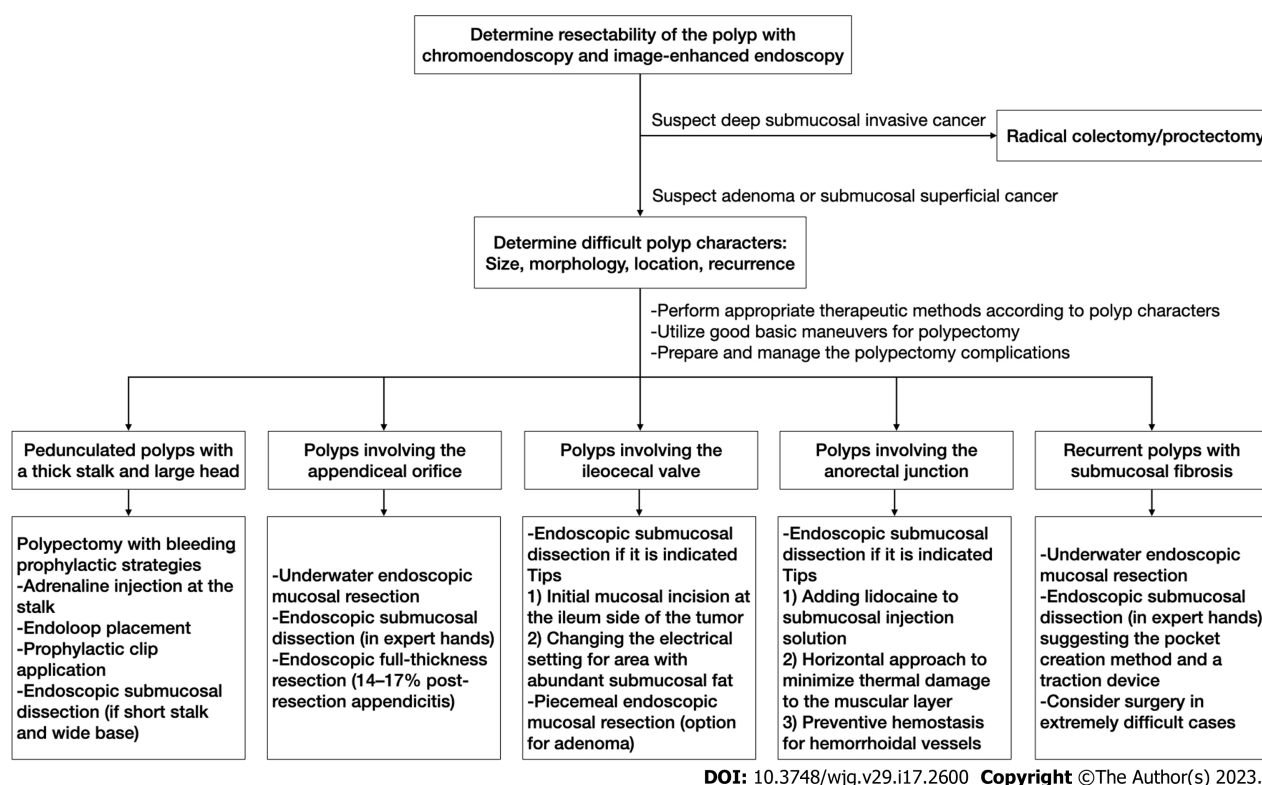 Determine resectability of the polyp with
chromoendoscopy and image-enhanced endoscopy
Suspect deep submucosal invasive cancer
Radical colectomy/proctectomy
Suspect adenoma or submucosal superficial cancer
Determine difficult polyp characters:
Size, morphology, location, recurrence
-Perform appropriate therapeutic methods according to polyp characters
-Utilize good basic maneuvers for polypectomy
-Prepare and manage the polypectomy complications
Pedunculated polyps with
a thick stalk and large head
Polyps involving the
appendiceal orifice
Polyps involving the
ileocecal valve
Polyps involving the
anorectal junction
Recurrent polyps with
submucosal fibrosis
Polypectomy with bleeding
prophylactic strategies
-Adrenaline injection at the
stalk
-Endoloop placement
-Prophylactic clip
application
-Endoscopic submucosal
dissection (if short stalk
and wide base)
-Underwater endoscopic
mucosal resection
-Endoscopic submucosal
dissection (in expert hands)
-Endoscopic full-thickness
resection (14–17% post-
resection appendicitis)
-Endoscopic submucosal
dissection if it is indicated
Tips
1) Initial mucosal incision at
the ileum side of the tumor
2) Changing the electrical
setting for area with
abundant submucosal fat
-Piecemeal endoscopic
mucosal resection (option
for adenoma)
-Endoscopic submucosal
dissection if it is indicated
Tips
1) Adding lidocaine to
submucosal injection
solution
2) Horizontal approach to
minimize thermal damage
to the muscular layer
3) Preventive hemostasis
for hemorrhoidal vessels
-Underwater endoscopic
mucosal resection
-Endoscopic submucosal
dissection (in expert hands)
suggesting the pocket
creation method and a
traction device
-Consider surgery in
extremely difficult cases
DOI: 10.3748/wjg.v29.i17.2600 Copyright ©The Author(s) 2023.